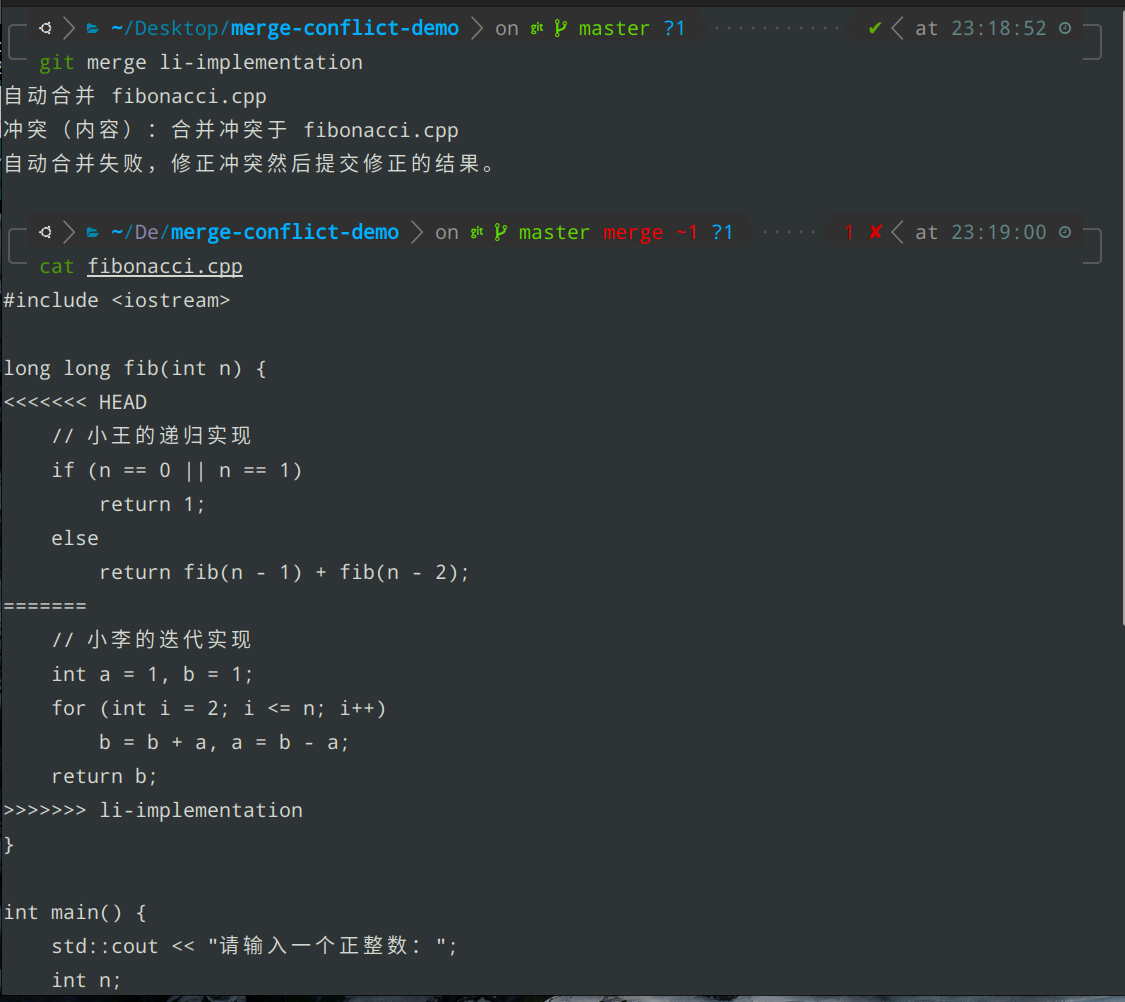 ~/Desktop/merge-conflict-demo on git master ?1 ✔ at 23:18:52
git merge li-implementation
自动合并 fibonacci.cpp
冲突（内容）：合并冲突于 fibonacci.cpp
自动合并失败，修正冲突然后提交修正的结果。
~/De/merge-conflict-demo on git master merge ~1 ?1 1 ✘ at 23:19:00
cat fibonacci.cpp
#include <iostream>
long long fib(int n) {
<<<<<<< HEAD
    // 小王的递归实现
    if (n == 0 || n == 1)
        return 1;
    else
        return fib(n - 1) + fib(n - 2);
=======
    // 小李的迭代实现
    int a = 1, b = 1;
    for (int i = 2; i <= n; i++)
        b = b + a, a = b - a;
    return b;
>>>>>>> li-implementation
}
int main() {
    std::cout << "请输入一个正整数：";
    int n;